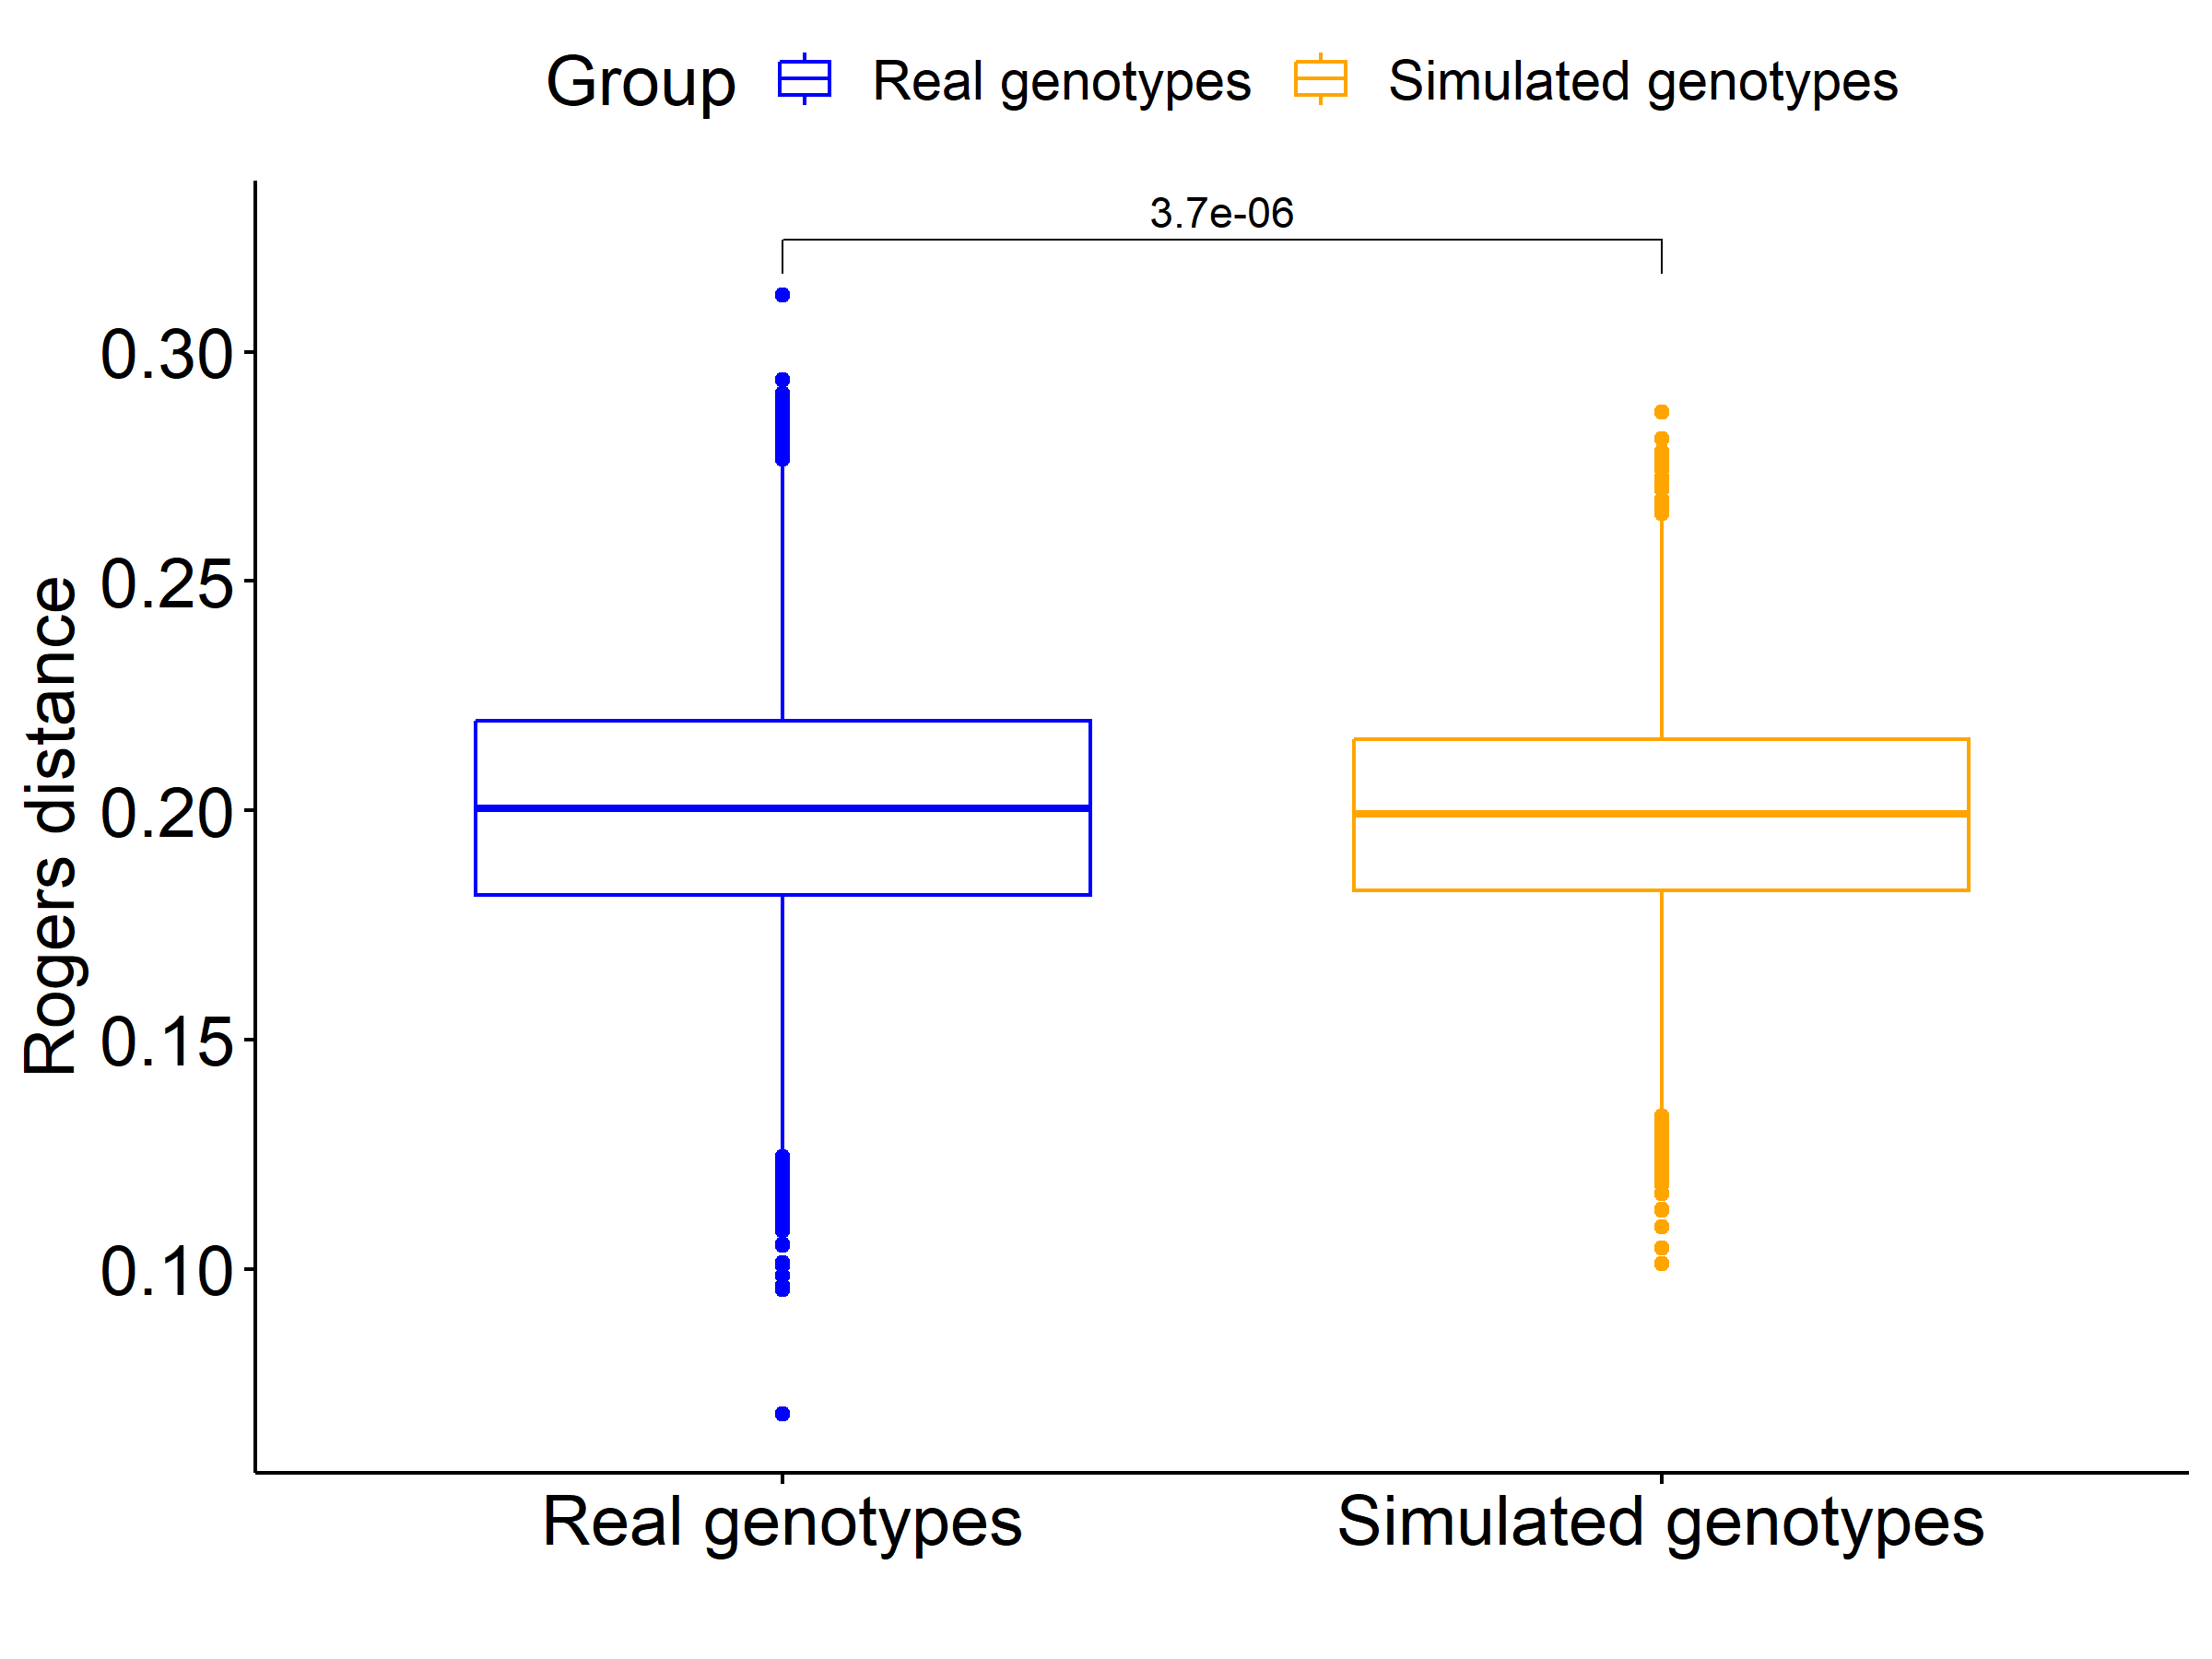 Group Real genotypes Simulated genotypes
3.7e-06
0.30
0.25
0.20
0.15
0.10
Rogers distance
Real genotypes Simulated genotypes